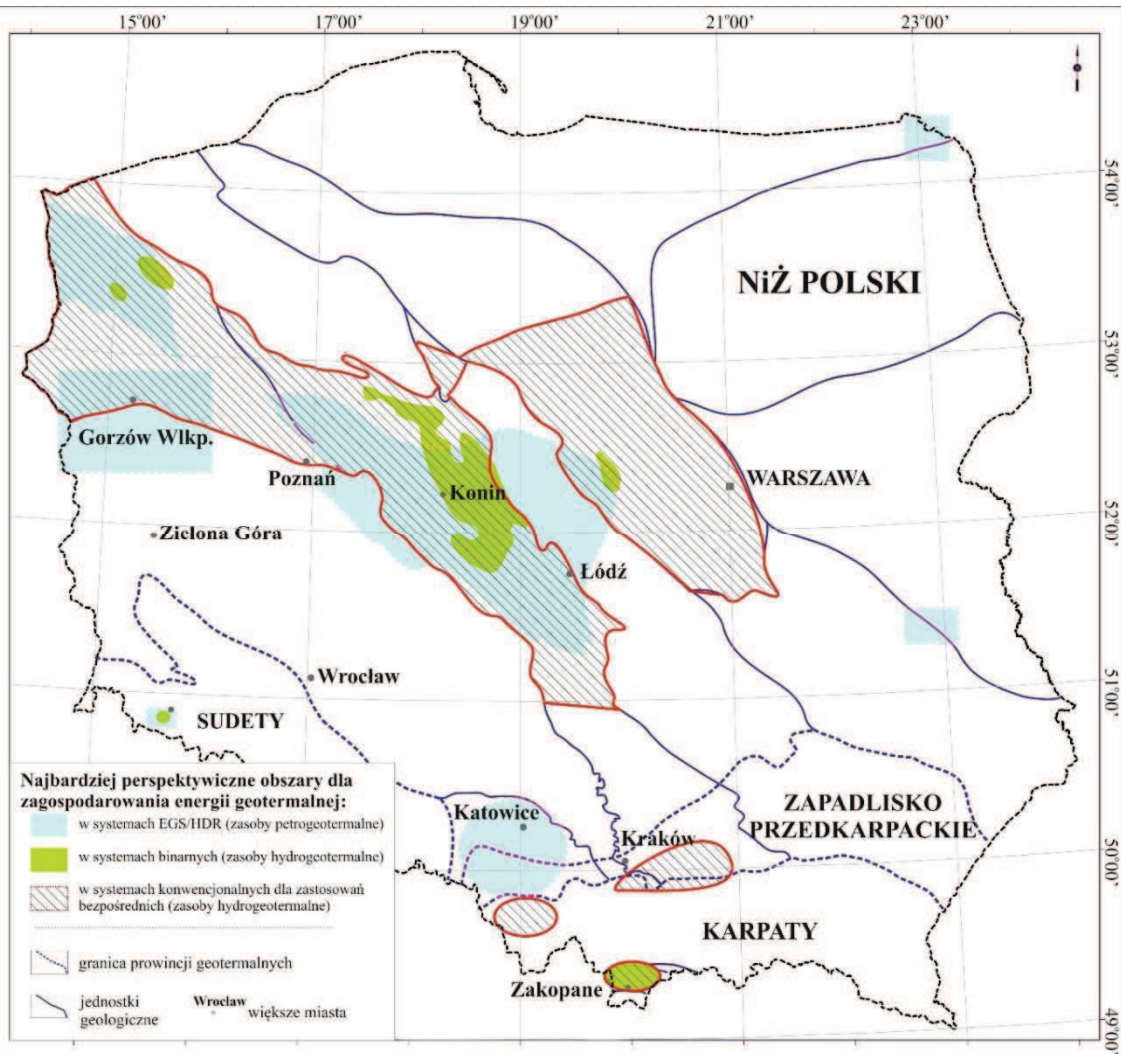 15°00' 17°00' 19°00' 21°00' 23°00'
54°00'
NiŻ POLSKI
53°00'
Gorzów Wlkp.
Poznań
Konin
WARSZAWA
52°00'
Zielona Góra
Łódź
Wrocław
51°00'
SUDETY
Najbardziej perspektywiczne obszary dla
zagospodarowania energii geotermalnej:
w systemach EGS/HDR (zasoby petrogeotermalne)
w systemach binarnych (zasoby hydrogeotermalne)
w systemach konwencjonalnych dla zastosowań
bezpośrednich (zasoby hydrogeotermalne)
granica prowincji geotermalnych
jednostki
geologiczne
Wrocław
większe miasta
Katowice
Kraków
ZAPADLISKO
PRZEDKARPACKIE
50°00'
KARPATY
Zakopane
49°00'